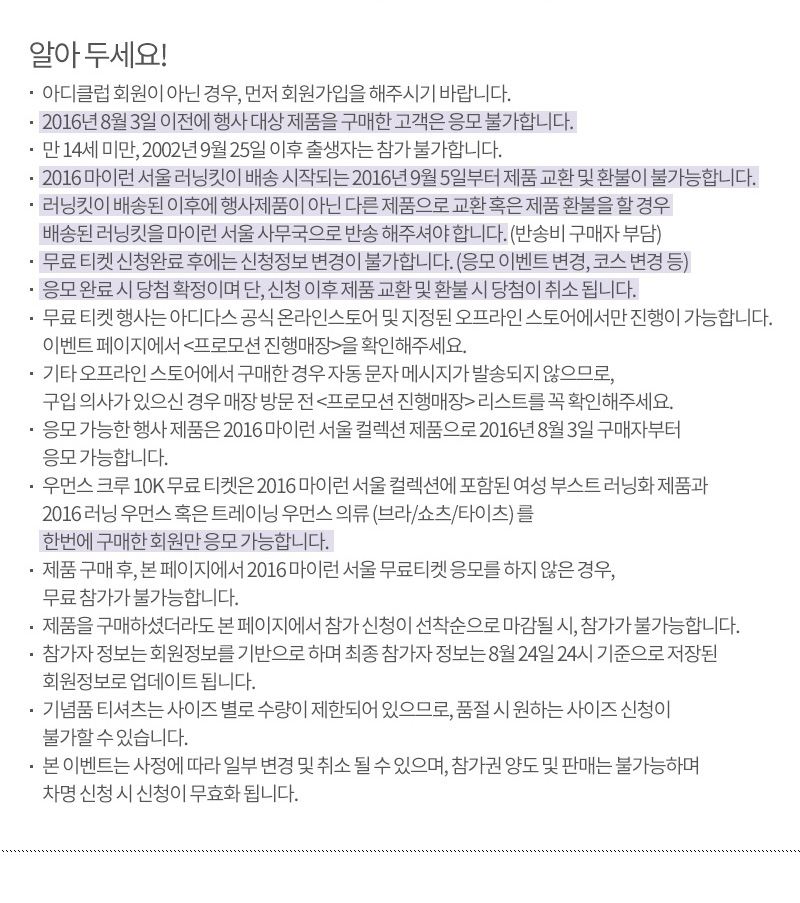 알아 두세요!
· 아디클럽 회원이 아닌 경우, 먼저 회원가입을 해주시기 바랍니다.
· 2016년 8월 3일 이전에 행사 대상 제품을 구매한 고객은 응모 불가합니다.
· 만 14세 미만, 2002년 9월 25일 이후 출생자는 참가 불가합니다.
· 2016 마이런 서울 러닝킷이 배송 시작되는 2016년 9월 5일부터 제품 교환 및 환불이 불가능합니다.
· 러닝킷이 배송된 이후에 행사제품이 아닌 다른 제품으로 교환 혹은 제품 환불을 할 경우
배송된 러닝킷을 마이런 서울 사무국으로 반송 해주셔야 합니다. (반송비 구매자 부담)
· 무료 티켓 신청완료 후에는 신청정보 변경이 불가합니다. (응모 이벤트 변경, 코스 변경 등)
· 응모 완료 시 당첨 확정이며 단, 신청 이후 제품 교환 및 환불 시 당첨이 취소 됩니다.
· 무료 티켓 행사는 아디다스 공식 온라인스토어 및 지정된 오프라인 스토어에서만 진행이 가능합니다.
이벤트 페이지에서 <프로모션 진행매장>을 확인해주세요.
· 기타 오프라인 스토어에서 구매한 경우 자동 문자 메시지가 발송되지 않으므로,
구입 의사가 있으신 경우 매장 방문 전 <프로모션 진행매장> 리스트를 꼭 확인해주세요.
· 응모 가능한 행사 제품은 2016 마이런 서울 컬렉션 제품으로 2016년 8월 3일 구매자부터
응모 가능합니다.
· 우먼스 크루 10K 무료 티켓은 2016 마이런 서울 컬렉션에 포함된 여성 부스트 러닝화 제품과
2016 러닝 우먼스 혹은 트레이닝 우먼스 의류 (브라/쇼츠/타이츠) 를
한번에 구매한 회원만 응모 가능합니다.
· 제품 구매 후, 본 페이지에서 2016 마이런 서울 무료티켓 응모를 하지 않은 경우,
무료 참가가 불가능합니다.
· 제품을 구매하셨더라도 본 페이지에서 참가 신청이 선착순으로 마감될 시, 참가가 불가능합니다.
· 참가자 정보는 회원정보를 기반으로 하며 최종 참가자 정보는 8월 24일 24시 기준으로 저장된
회원정보로 업데이트 됩니다.
· 기념품 티셔츠는 사이즈 별로 수량이 제한되어 있으므로, 품절 시 원하는 사이즈 신청이
불가할 수 있습니다.
· 본 이벤트는 사정에 따라 일부 변경 및 취소 될 수 있으며, 참가권 양도 및 판매는 불가능하며
차명 신청 시 신청이 무효화 됩니다.